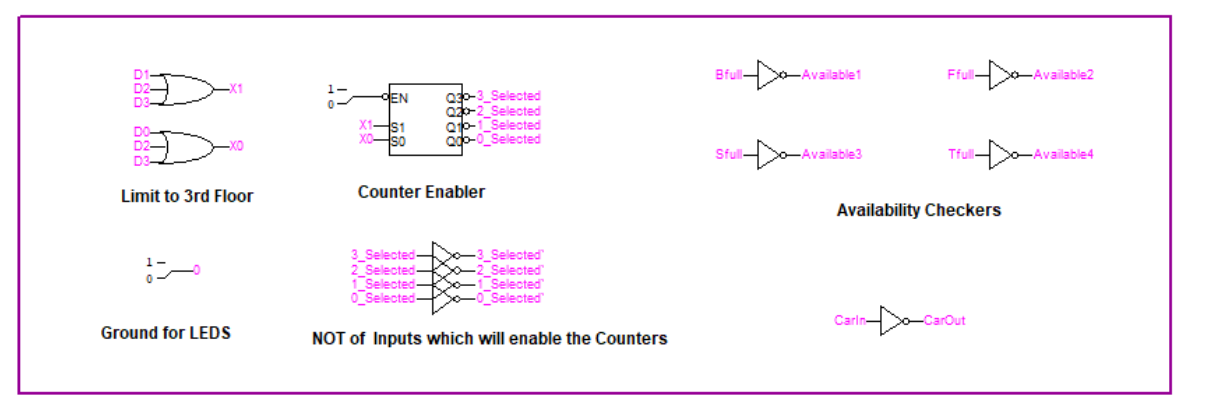 D1
D2
D3
X1
D0
D2
D3
X0
Limit to 3rd Floor
1
0
EN
X1
S1
X0
S0
Q3
3_Selected
Q2
2_Selected
Q1
1_Selected
Q0
0_Selected
Counter Enabler
Bfull
Available1
Ffull
Available2
Sfull
Available3
Tfull
Available4
Availability Checkers
1
0
0
Ground for LEDS
3_Selected
3_Selected'
2_Selected
2_Selected'
1_Selected
1_Selected'
0_Selected
0_Selected'
NOT of Inputs which will enable the Counters
CarIn
CarOut